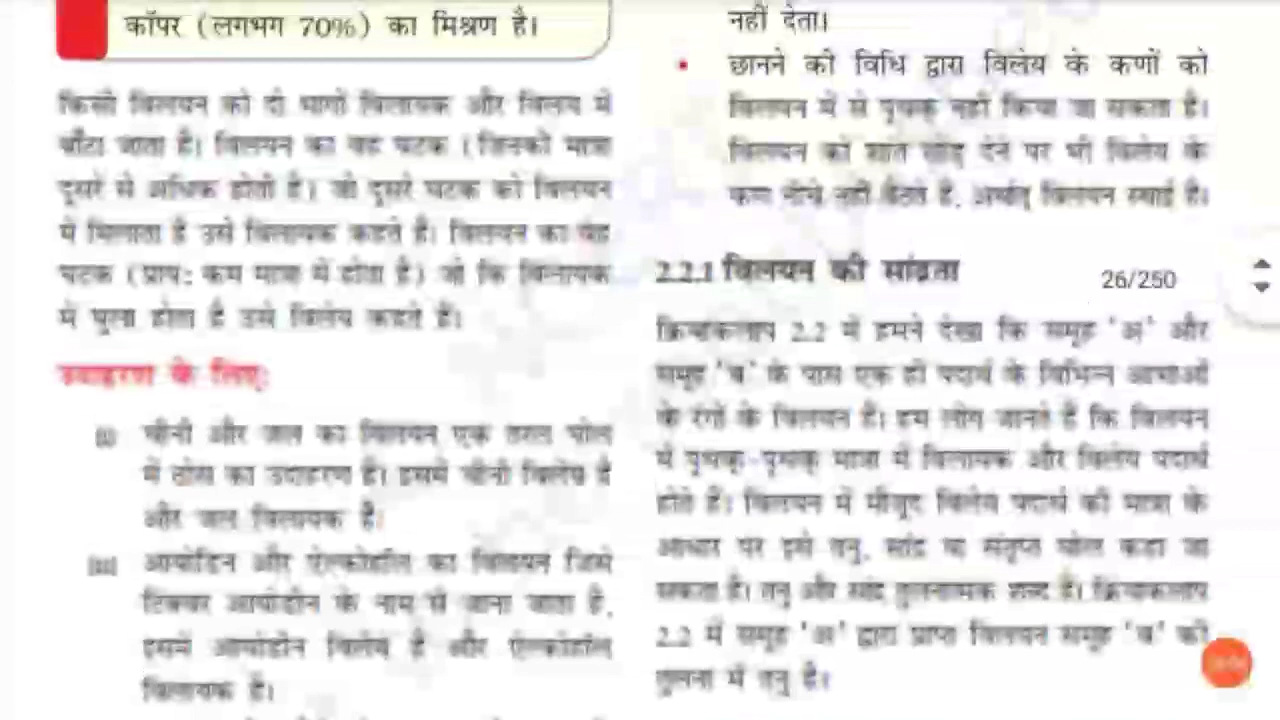 कॉपर (लगभग 70%) का मिश्रण है।
किसी विलयन को दो भागों विलायक और विलेय में
बाँटा जाता है। विलयन का वह घटक (जिसकी मात्रा
दूसरे से अधिक होती है) जो दूसरे घटक को विलयन
में मिलाता है उसे विलायक कहते हैं। विलयन का वह
घटक (प्राय: कम मात्रा में होता है) जो कि विलायक
में घुला होता है उसे विलेय कहते हैं।
उदाहरण के लिए:
(i) चीनी और जल का विलयन एक तरल घोल
में ठोस का उदाहरण है। इसमें चीनी विलेय है
और जल विलायक है।
(ii) आयोडिन और ऐल्कोहॉल का विलयन जिसे
टिंक्चर आयोडीन के नाम से जाना जाता है,
इसमें आयोडीन विलेय है और ऐल्कोहॉल
विलायक है।
नहीं देता।
• छानने की विधि द्वारा विलेय के कणों को
विलयन में से पृथक् नहीं किया जा सकता है।
विलयन को शांत छोड़ देने पर भी विलेय के
कण नीचे नहीं बैठते हैं, अर्थात् विलयन स्थाई है।
2.2.1 विलयन की सांद्रता
26/250
क्रियाकलाप 2.2 में हमने देखा कि समूह 'अ' और
समूह 'ब' के पास एक ही पदार्थ के विभिन्न आभाओं
के रंगों के विलयन हैं। हम लोग जानते हैं कि विलयन
में पृथक्-पृथक् मात्रा में विलायक और विलेय पदार्थ
होते हैं। विलयन में मौजूद विलेय पदार्थ की मात्रा के
आधार पर इसे तनु, सांद्र या संतृप्त घोल कहा जा
सकता है। तनु और सांद्र तुलनात्मक शब्द हैं। क्रियाकलाप
2.2 में समूह 'अ' द्वारा प्राप्त विलयन समूह 'ब' की
तुलना में तनु है।